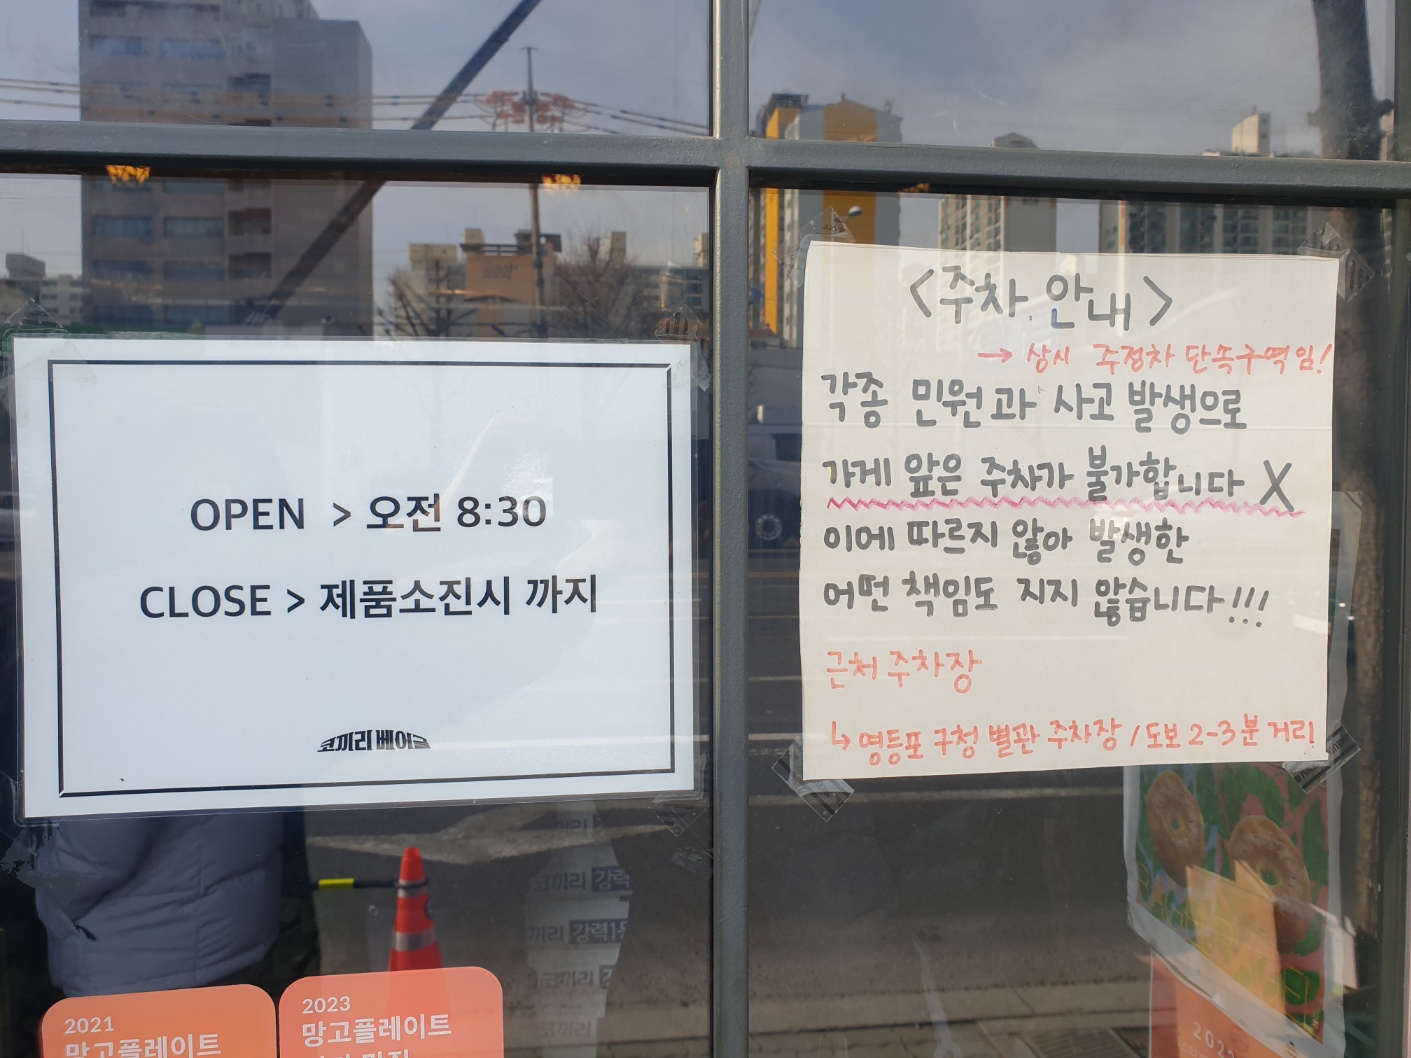 OPEN > 오전 8:30
CLOSE > 제품소진시 까지
코끼리 베이글
<주차 안내>
→ 상시 주정차 단속구역임!
각종 민원과 사고 발생으로
가게 앞은 주차가 불가합니다 X
이에 따르지 않아 발생한
어떤 책임도 지지 않습니다!!!
근처 주차장
↳ 영등포 구청 별관 주차장 / 도보 2-3분 거리!
2021
망고플레이트
2023
망고플레이트